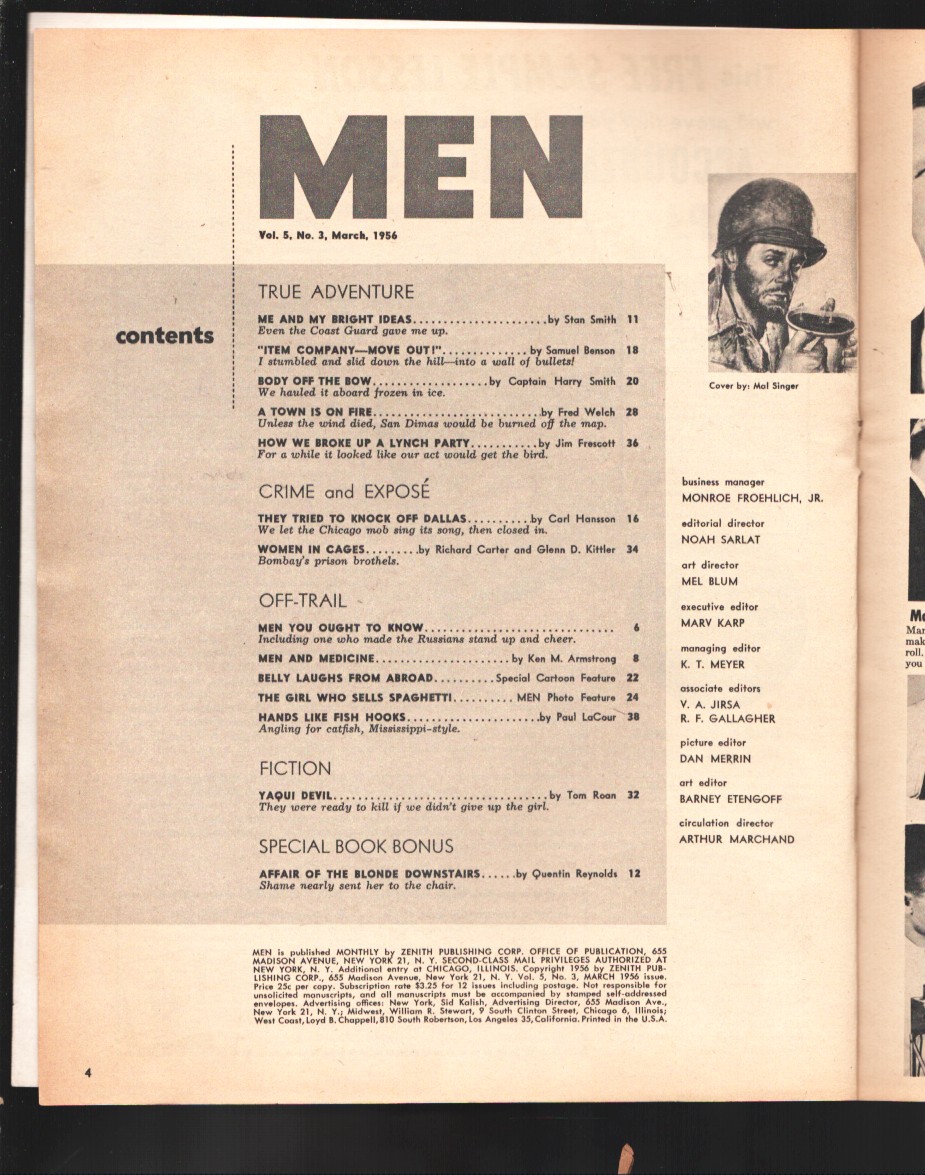 MEN
Vol. 5, No. 3, March, 1956
contents
TRUE ADVENTURE
ME AND MY BRIGHT IDEAS......................by Stan Smith 11
Even the Coast Guard gave me up.
"ITEM COMPANY—MOVE OUT!"..............by Samuel Benson 18
I stumbled and slid down the hill—into a wall of bullets!
BODY OFF THE BOW...................by Captain Harry Smith 20
We hauled it aboard frozen in ice.
A TOWN IS ON FIRE............................by Fred Welch 28
Unless the wind died, San Dimas would be burned off the map.
HOW WE BROKE UP A LYNCH PARTY...........by Jim Frescott 36
For a while it looked like our act would get the bird.
CRIME and EXPOSÉ
THEY TRIED TO KNOCK OFF DALLAS..........by Carl Hansson 16
We let the Chicago mob sing its song, then closed in.
WOMEN IN CAGES.........by Richard Carter and Glenn D. Kittler 34
Bombay's prison brothels.
OFF-TRAIL
MEN YOU OUGHT TO KNOW............................... 6
Including one who made the Russians stand up and cheer.
MEN AND MEDICINE......................by Ken M. Armstrong 8
BELLY LAUGHS FROM ABROAD..........Special Cartoon Feature 22
THE GIRL WHO SELLS SPAGHETTI..........MEN Photo Feature 24
HANDS LIKE FISH HOOKS......................by Paul LaCour 38
Angling for catfish, Mississippi-style.
FICTION
YAQUI DEVIL...................................by Tom Roan 32
They were ready to kill if we didn't give up the girl.
SPECIAL BOOK BONUS
AFFAIR OF THE BLONDE DOWNSTAIRS......by Quentin Reynolds 12
Shame nearly sent her to the chair.
Cover by: Mal Singer
business manager
MONROE FROEHLICH, JR.
editorial director
NOAH SARLAT
art director
MEL BLUM
executive editor
MARV KARP
managing editor
K. T. MEYER
associate editors
V. A. JIRSA
R. F. GALLAGHER
picture editor
DAN MERRIN
art editor
BARNEY ETENGOFF
circulation director
ARTHUR MARCHAND
MEN is published MONTHLY by ZENITH PUBLISHING CORP. OFFICE OF PUBLICATION, 655
MADISON AVENUE, NEW YORK 21, N. Y. SECOND-CLASS MAIL PRIVILEGES AUTHORIZED AT
NEW YORK, N. Y. Additional entry at CHICAGO, ILLINOIS. Copyright 1956 by ZENITH PUB-
LISHING CORP., 655 Madison Avenue, New York 21, N. Y. Vol. 5, No. 3, MARCH 1956 issue.
Price 25c per copy. Subscription rate $3.25 for 12 issues including postage. Not responsible for
unsolicited manuscripts, and all manuscripts must be accompanied by stamped self-addressed
envelopes. Advertising offices: New York, Sid Kalish, Advertising Director, 655 Madison Ave.,
New York 21, N. Y.; Midwest, William R. Stewart, 9 South Clinton Street, Chicago 6, Illinois;
West Coast, Loyd B. Chappell, 810 South Robertson, Los Angeles 35, California. Printed in the U.S.A.
4
mak
roll.
you